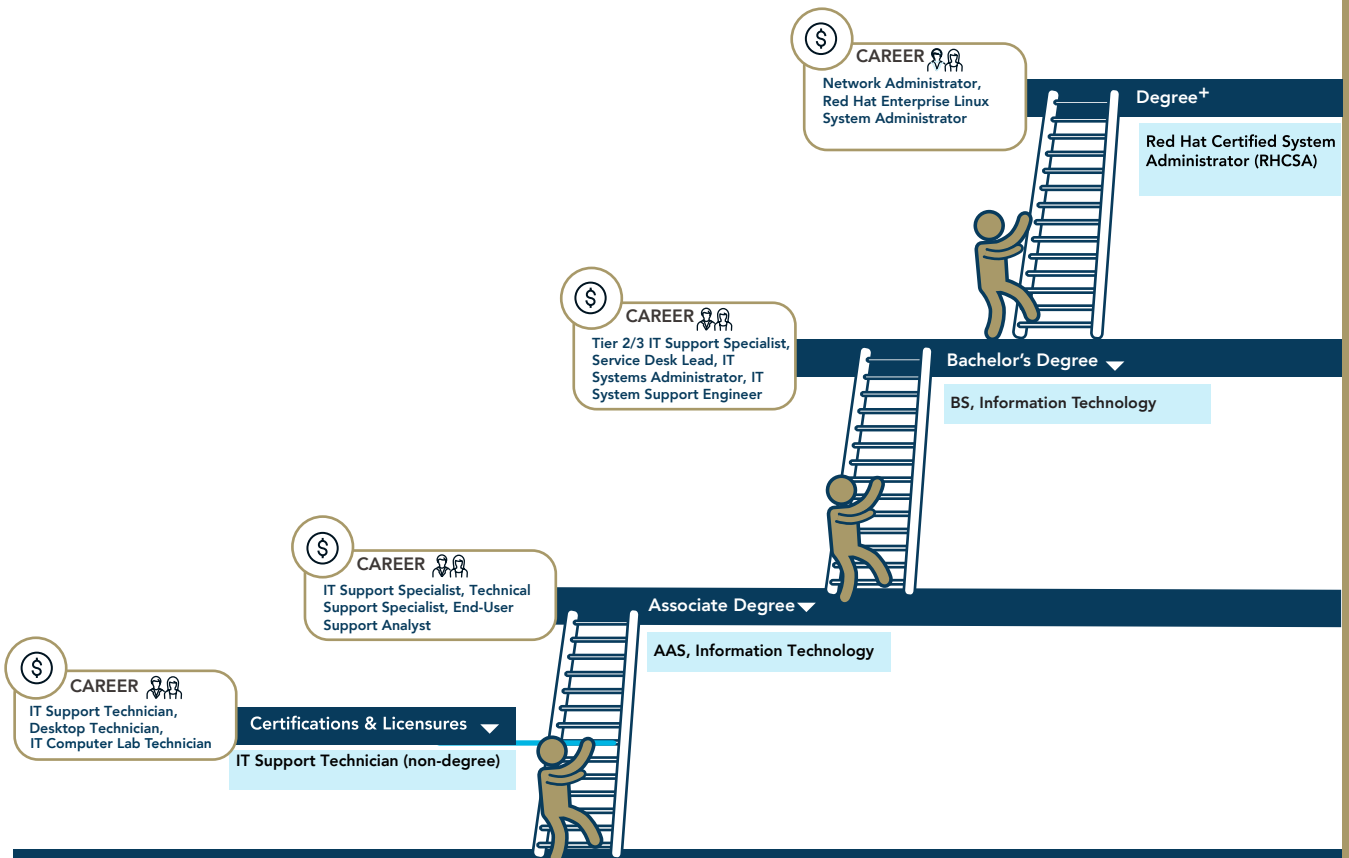 $
CAREER
Network Administrator,
Red Hat Enterprise Linux
System Administrator
Degree+
Red Hat Certified System
Administrator (RHCSA)
$
CAREER
Tier 2/3 IT Support Specialist,
Service Desk Lead, IT
Systems Administrator, IT
System Support Engineer
Bachelor’s Degree
BS, Information Technology
$
CAREER
IT Support Specialist, Technical
Support Specialist, End-User
Support Analyst
Associate Degree
AAS, Information Technology
$
CAREER
IT Support Technician,
Desktop Technician,
IT Computer Lab Technician
Certifications & Licensures
IT Support Technician (non-degree)